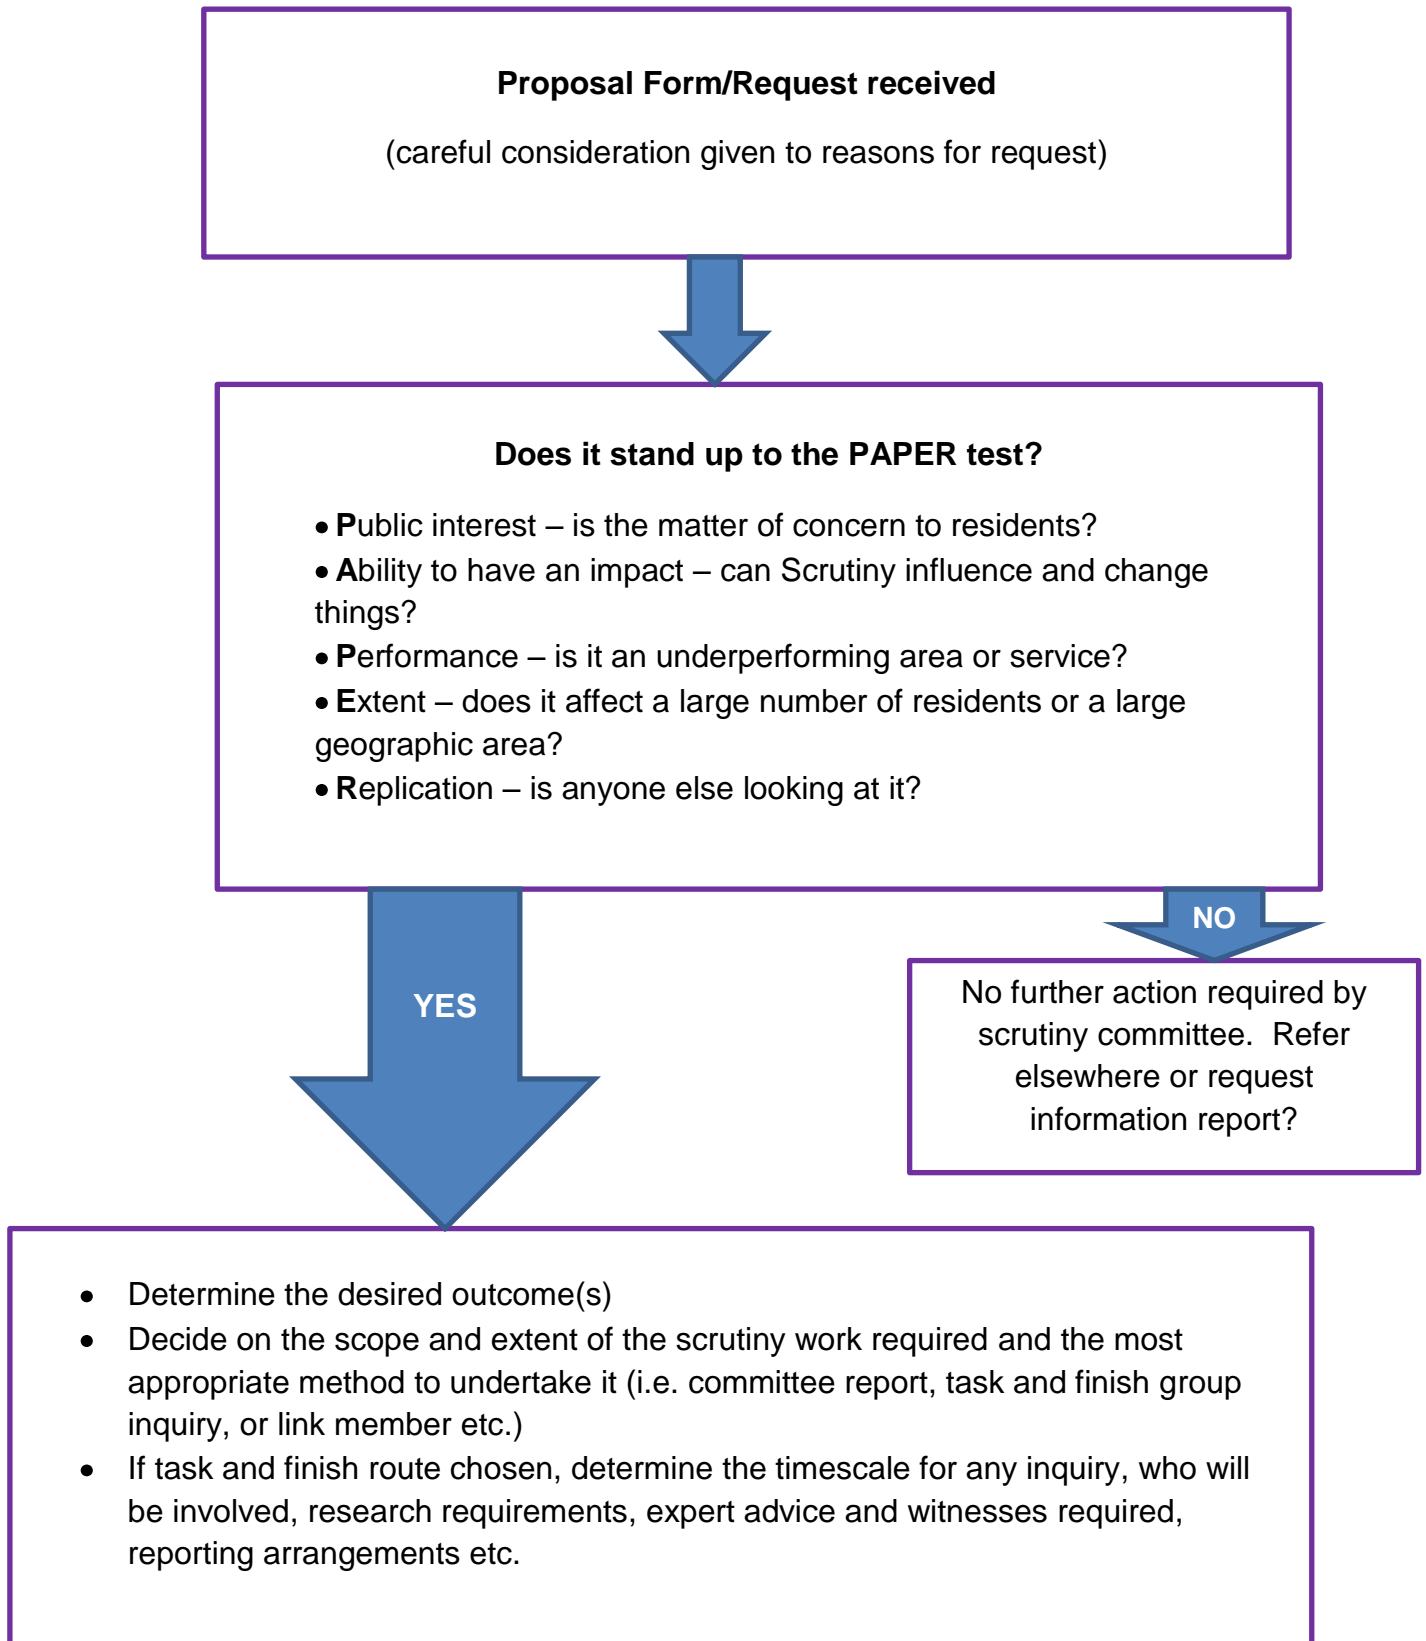 Proposal Form/Request received
(careful consideration given to reasons for request)
Does it stand up to the PAPER test?
• Public interest – is the matter of concern to residents?
• Ability to have an impact – can Scrutiny influence and change
things?
• Performance – is it an underperforming area or service?
• Extent – does it affect a large number of residents or a large
geographic area?
• Replication – is anyone else looking at it?
NO
YES
No further action required by
scrutiny committee.  Refer
elsewhere or request
information report?
• Determine the desired outcome(s)
• Decide on the scope and extent of the scrutiny work required and the most
appropriate method to undertake it (i.e. committee report, task and finish group
inquiry, or link member etc.)
• If task and finish route chosen, determine the timescale for any inquiry, who will
be involved, research requirements, expert advice and witnesses required,
reporting arrangements etc.